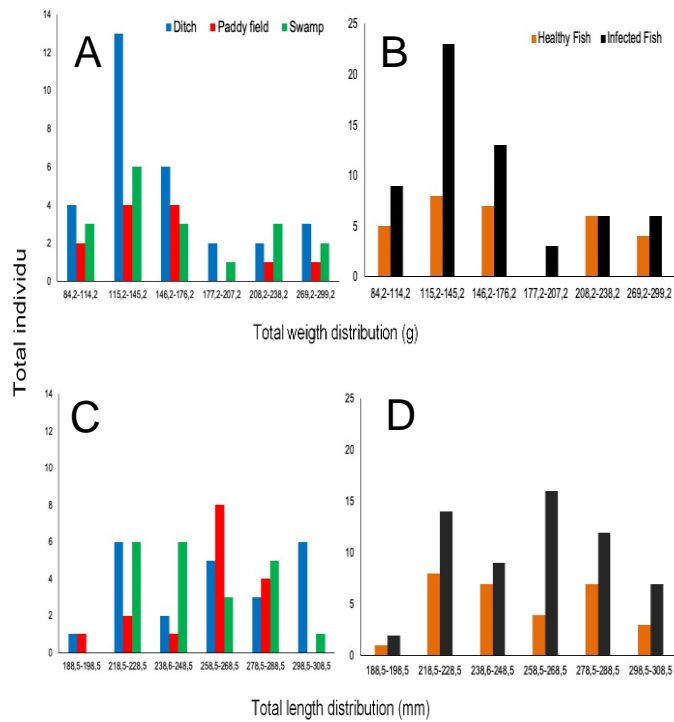 Total individu
A
Ditch Paddy field Swamp
14
12
10
8
6
4
2
0
84,2-114,2 115,2-145,2 146,2-176,2 177,2-207,2 208,2-238,2 269,2-299,2
B
Healthy Fish Infected Fish
25
20
15
10
5
0
84,2-114,2 115,2-145,2 146,2-176,2 177,2-207,2 208,2-238,2 269,2-299,2
Total weigth distribution (g)
C
14
12
10
8
6
4
2
0
188,5-198,5 218,5-228,5 238,6-248,5 258,5-268,5 278,5-288,5 298,5-308,5
D
25
20
15
10
5
0
188,5-198,5 218,5-228,5 238,6-248,5 258,5-268,5 278,5-288,5 298,5-308,5
Total length distribution (mm)